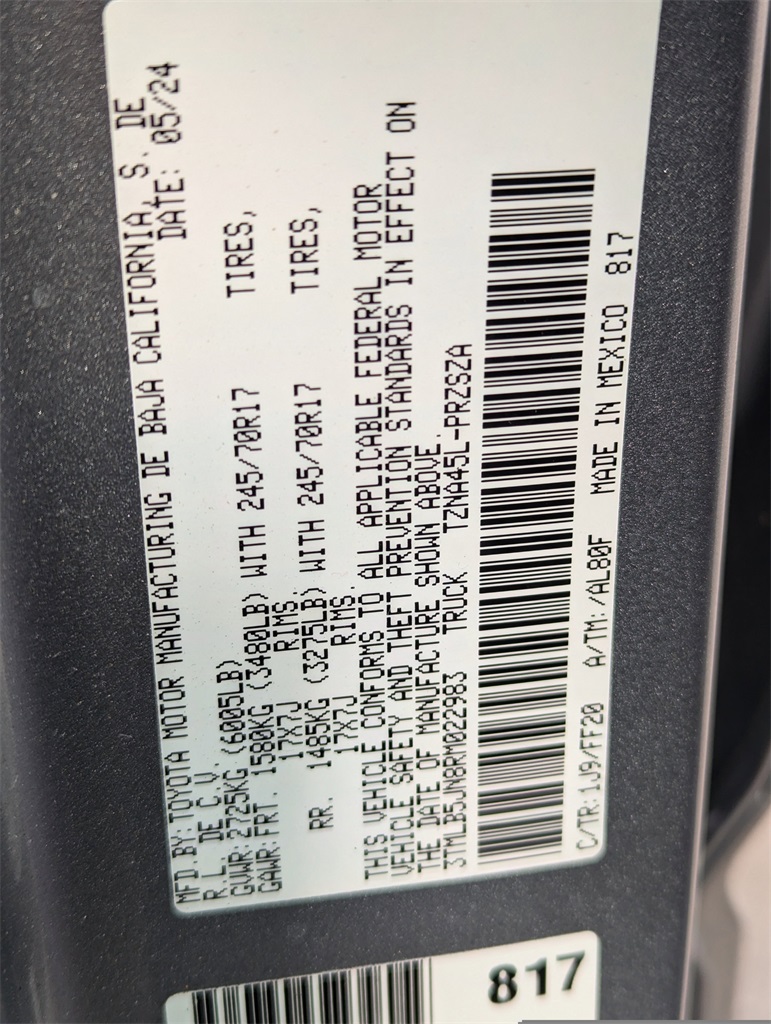 MFD. BY: TOYOTA MOTOR MANUFACTURING DE BAJA CALIFORNIA, S. DE
R.L. DE C.V. DATE: 05/24
GVWR: 2725KG (6005LB)
GAWR: FRT. 1580KG (3480LB) WITH 245/70R17 TIRES,
17X7J RIMS
RR. 1485KG (3275LB) WITH 245/70R17 TIRES,
17X7J RIMS.
THIS VEHICLE CONFORMS TO ALL APPLICABLE FEDERAL MOTOR
VEHICLE SAFETY AND THEFT PREVENTION STANDARDS IN EFFECT ON
THE DATE OF MANUFACTURE SHOWN ABOVE.
3TMLB5JN8RM022983 TRUCK TZNA45L-PRZSZA
C/TR: 1J9/FF20 A/TM: /AL80F MADE IN MEXICO 817
817